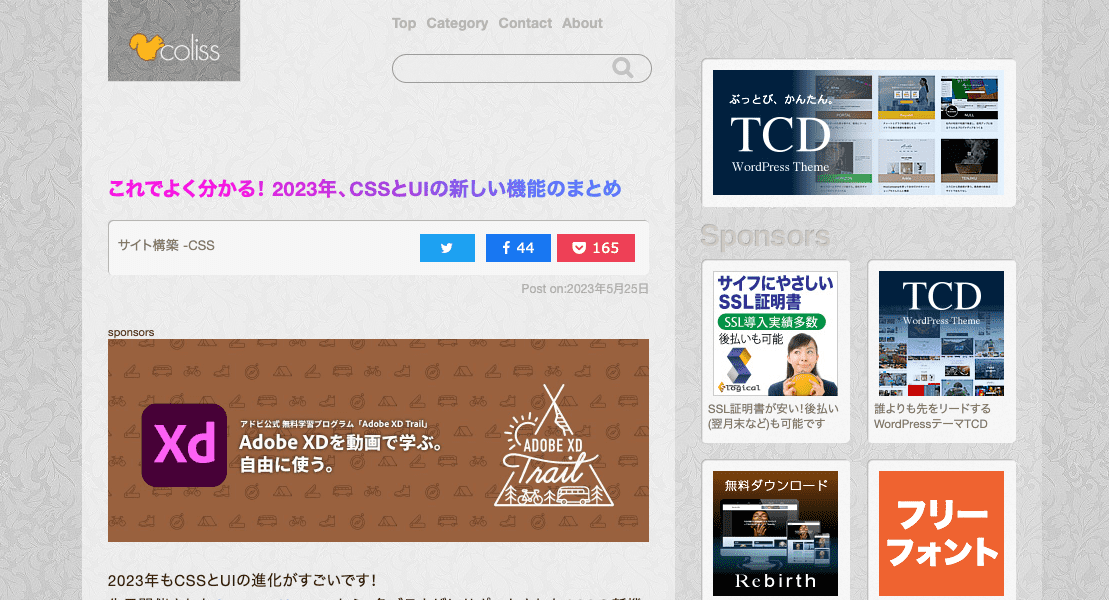 coliss
Top Category Contact About
これでよく分かる！ 2023年、CSSとUIの新しい機能のまとめ
サイト構築 -CSS
44
165
Post on:2023年5月25日
sponsors
アドビ公式 無料学習プログラム「Adobe XD Trail」
Xd
Adobe XDを動画で学ぶ。
自由に使う。
ADOBE XD
Trail
2023年もCSSとUIの進化がすごいです！
ぶっとび、かんたん。
TCD
WordPress Theme
Sponsors
サイフにやさしい
SSL証明書
SSL導入実績多数
後払いも可能
logical
SSL証明書が安い!後払い
(翌月末など)も可能です
TCD
WordPress Theme
誰よりも先をリードする
WordPressテーマTCD
無料ダウンロード
Rebirth
フリー
フォント